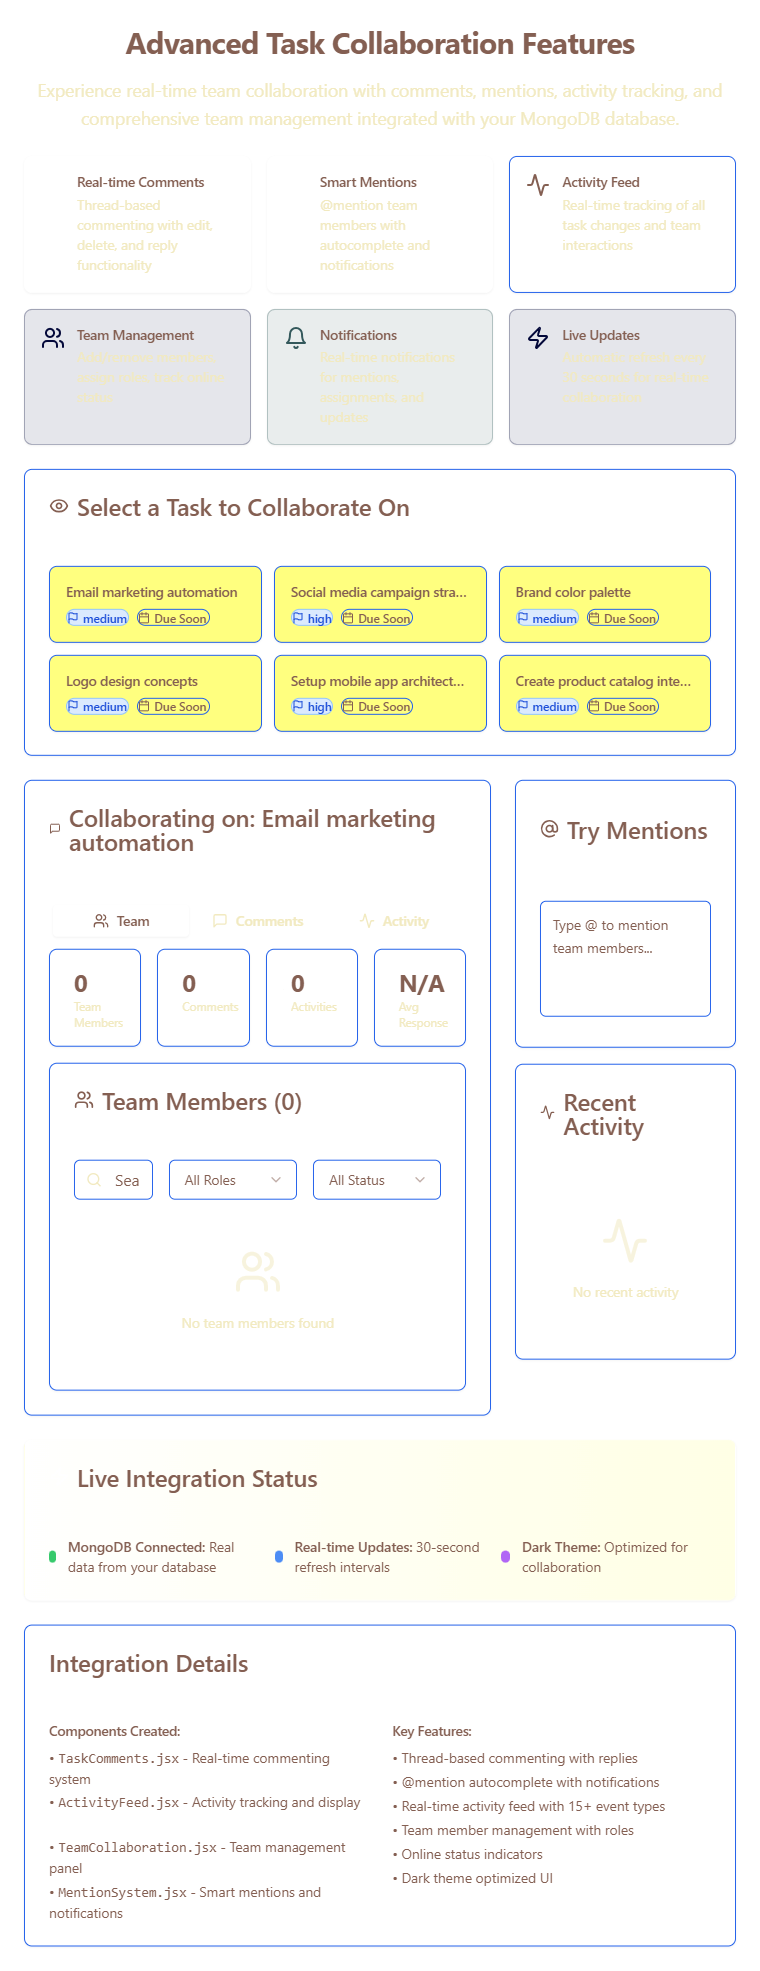 Advanced Task Collaboration Features
Experience real-time team collaboration with comments, mentions, activity tracking, and
comprehensive team management integrated with your MongoDB database.
Real-time Comments
Thread-based
commenting with edit,
delete, and reply
functionality
Smart Mentions
@mention team
members with
autocomplete and
notifications
Activity Feed
Real-time tracking of all
task changes and team
interactions
Team Management
Notifications
Real-time notifications
for mentions,
assignments, and
updates
Live Updates
Select a Task to Collaborate On
Email marketing automation
medium Due Soon
Social media campaign stra...
high Due Soon
Brand color palette
medium Due Soon
Logo design concepts
medium Due Soon
Setup mobile app architect...
high Due Soon
Create product catalog inte...
medium Due Soon
Collaborating on: Email marketing
automation
Team Comments Activity
0
Team
Members
0
Comments
0
Activities
N/A
Avg
Response
Team Members (0)
Sea
All Roles
All Status
No team members found
Try Mentions
Type @ to mention
team members...
Recent
Activity
No recent activity
Live Integration Status
MongoDB Connected: Real
data from your database
Real-time Updates: 30-second
refresh intervals
Dark Theme: Optimized for
collaboration
Integration Details
Components Created:
• TaskComments.jsx - Real-time commenting
system
• ActivityFeed.jsx - Activity tracking and display
• TeamCollaboration.jsx - Team management
panel
• MentionSystem.jsx - Smart mentions and
notifications
Key Features:
• Thread-based commenting with replies
• @mention autocomplete with notifications
• Real-time activity feed with 15+ event types
• Team member management with roles
• Online status indicators
• Dark theme optimized UI